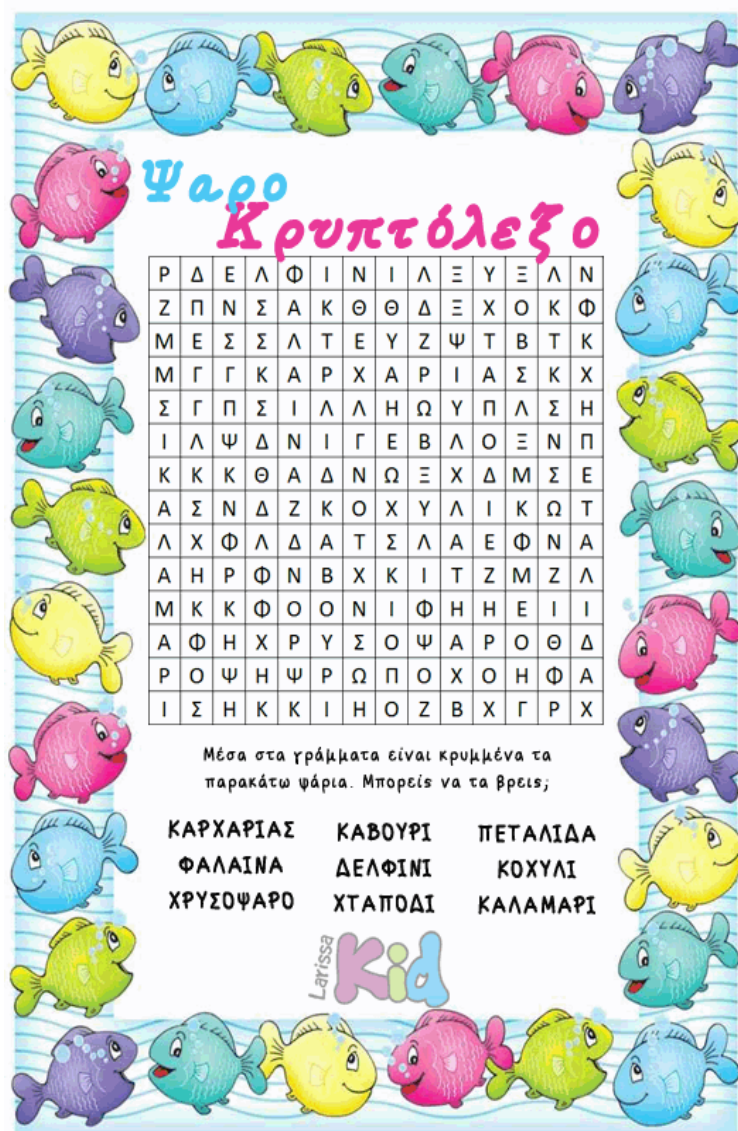 Ψαρο
Κρυπτόλεξο
Ρ Δ Ε Λ Φ Ι Ν Ι Λ Ξ Υ Ξ Λ Ν
Ζ Π Ν Σ Α Κ Θ Θ Δ Ξ Χ Ο Κ Φ
Μ Ε Σ Σ Λ Τ Ε Υ Ζ Ψ Τ Β Τ Κ
Μ Γ Γ Κ Α Ρ Χ Α Ρ Ι Α Σ Κ Χ
Σ Γ Π Σ Ι Λ Λ Η Ω Υ Π Λ Σ Η
Ι Λ Ψ Δ Ν Ι Γ Ε Β Λ Ο Ξ Ν Π
Κ Κ Κ Θ Α Δ Ν Ω Ξ Χ Δ Μ Σ Ε
Α Σ Ν Δ Ζ Κ Ο Χ Υ Λ Ι Κ Ω Τ
Λ Χ Φ Λ Δ Α Τ Σ Λ Α Ε Φ Ν Α
Α Η Ρ Φ Ν Β Χ Κ Ι Τ Ζ Μ Ζ Λ
Μ Κ Κ Φ Ο Ο Ν Ι Φ Η Η Ε Ι Ι
Α Φ Η Χ Ρ Υ Σ Ο Ψ Α Ρ Ο Θ Δ
Ρ Ο Ψ Η Ψ Ρ Ω Π Ο Χ Ο Η Φ Α
Ι Σ Η Κ Κ Ι Η Ο Ζ Β Χ Γ Ρ Χ
Μέσα στα γράμματα είναι κρυμμένα τα
παρακάτω ψάρια. Μπορείς να τα βρεις;
ΚΑΡΧΑΡΙΑΣ ΚΑΒΟΥΡΙ ΠΕΤΑΛΙΔΑ
ΦΑΛΑΙΝΑ ΔΕΛΦΙΝΙ ΚΟΧΥΛΙ
ΧΡΥΣΟΨΑΡΟ ΧΤΑΠΟΔΙ ΚΑΛΑΜΑΡΙ
Larissa Kid